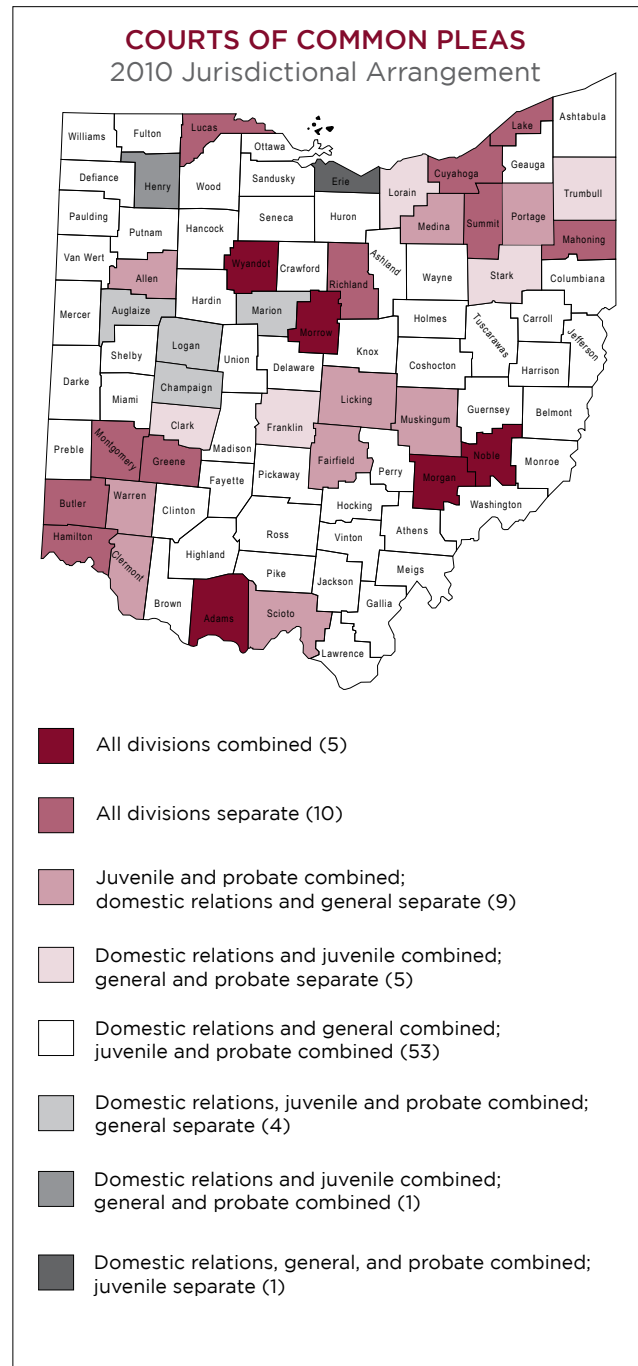 COURTS OF COMMON PLEAS
2010 Jurisdictional Arrangement
Williams
Fulton
Lucas
Ottawa
Lake
Ashtabula
Defiance
Henry
Wood
Sandusky
Erie
Lorain
Cuyahoga
Geauga
Trumbull
Paulding
Putnam
Hancock
Seneca
Huron
Medina
Summit
Portage
Mahoning
Van Wert
Allen
Wyandot
Crawford
Richland
Ashland
Wayne
Stark
Columbiana
Mercer
Auglaize
Hardin
Marion
Morrow
Holmes
Tuscarawas
Carroll
Jefferson
Shelby
Logan
Union
Delaware
Knox
Coshocton
Harrison
Darke
Miami
Champaign
Clark
Franklin
Licking
Muskingum
Guernsey
Belmont
Preble
Montgomery
Greene
Madison
Fayette
Pickaway
Fairfield
Perry
Morgan
Noble
Monroe
Butler
Warren
Clinton
Hocking
Washington
Hamilton
Clermont
Highland
Ross
Vinton
Athens
Meigs
Brown
Adams
Pike
Scioto
Jackson
Gallia
Lawrence
All divisions combined (5)
All divisions separate (10)
Juvenile and probate combined;
domestic relations and general separate (9)
Domestic relations and juvenile combined;
general and probate separate (5)
Domestic relations and general combined;
juvenile and probate combined (53)
Domestic relations, juvenile and probate combined;
general separate (4)
Domestic relations and juvenile combined;
general and probate combined (1)
Domestic relations, general, and probate combined;
juvenile separate (1)